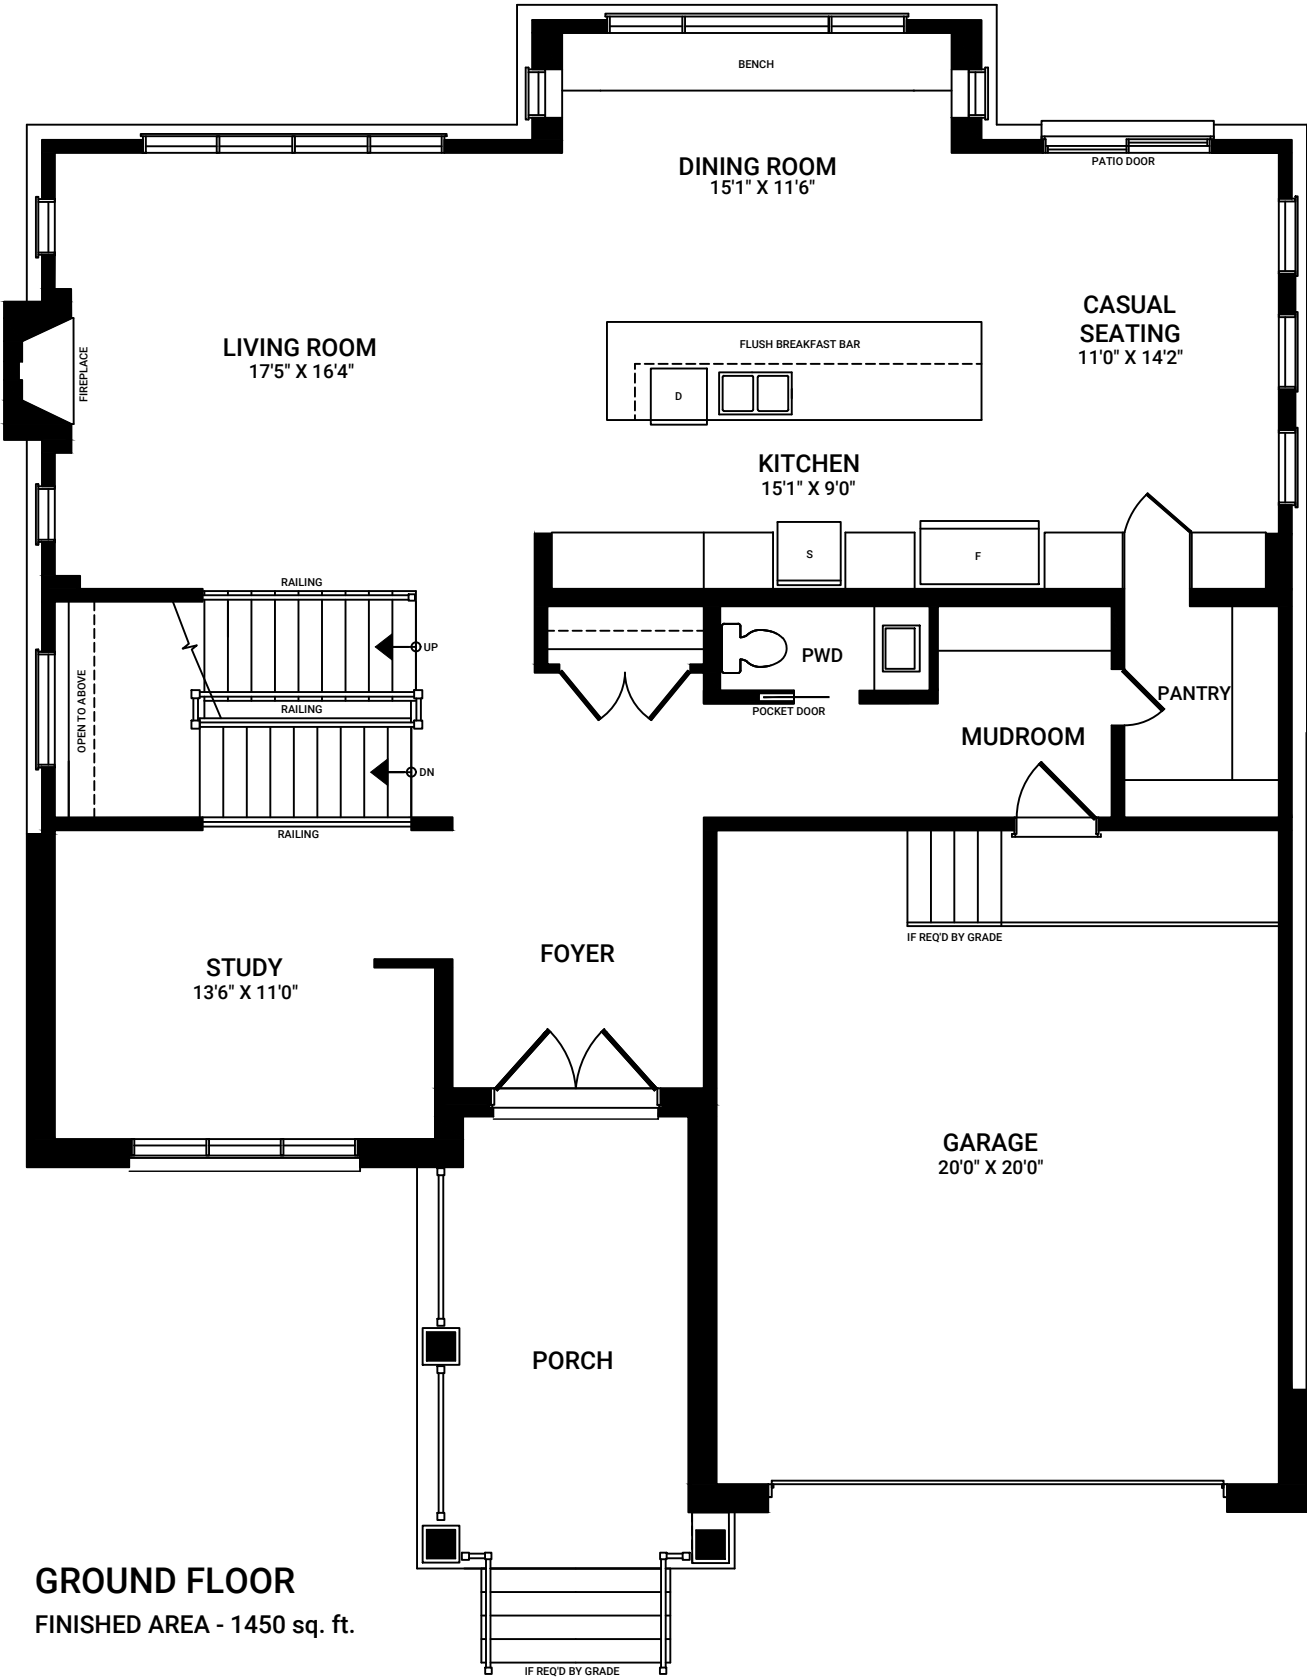 BENCH
DINING ROOM
15'1" X 11'6"
PATIO DOOR
CASUAL
SEATING
11'0" X 14'2"
LIVING ROOM
17'5" X 16'4"
FIREPLACE
FLUSH BREAKFAST BAR
D
KITCHEN
15'1" X 9'0"
S
F
RAILING
UP
OPEN TO ABOVE
RAILING
DN
RAILING
PWD
POCKET DOOR
PANTRY
MUDROOM
IF REQ'D BY GRADE
FOYER
STUDY
13'6" X 11'0"
GARAGE
20'0" X 20'0"
PORCH
GROUND FLOOR
FINISHED AREA - 1450 sq. ft.
IF REQ'D BY GRADE